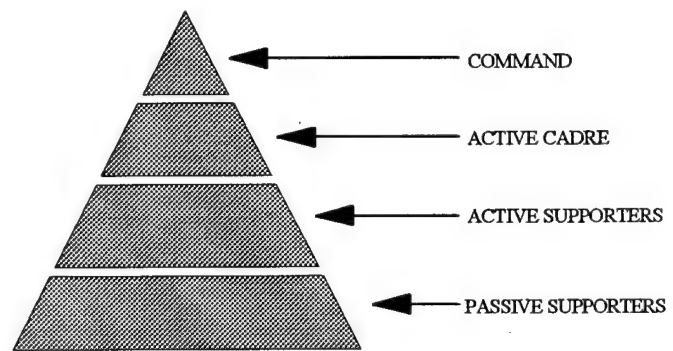 COMMAND
ACTIVE CADRE
ACTIVE SUPPORTERS
PASSIVE SUPPORTERS